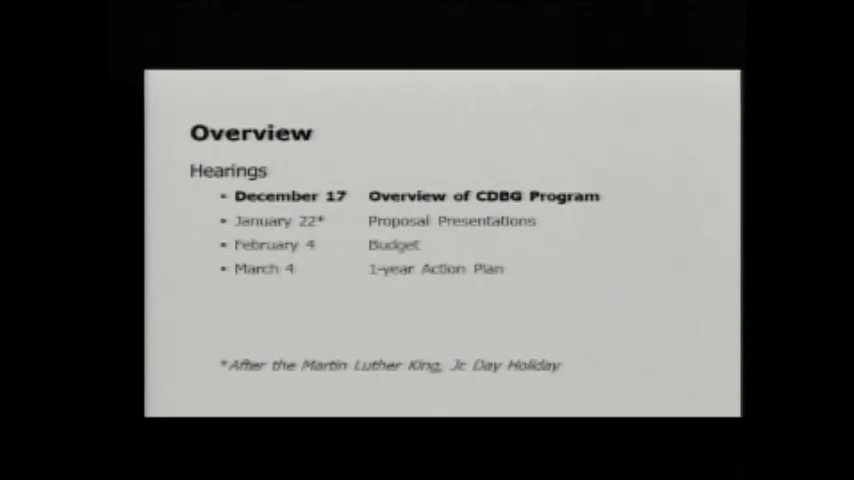 Overview
Hearings
• December 17 Overview of CDBG Program
• January 22* Proposal Presentations
• February 4 Budget
• March 4 1-year Action Plan
*After the Martin Luther King, Jr. Day Holiday